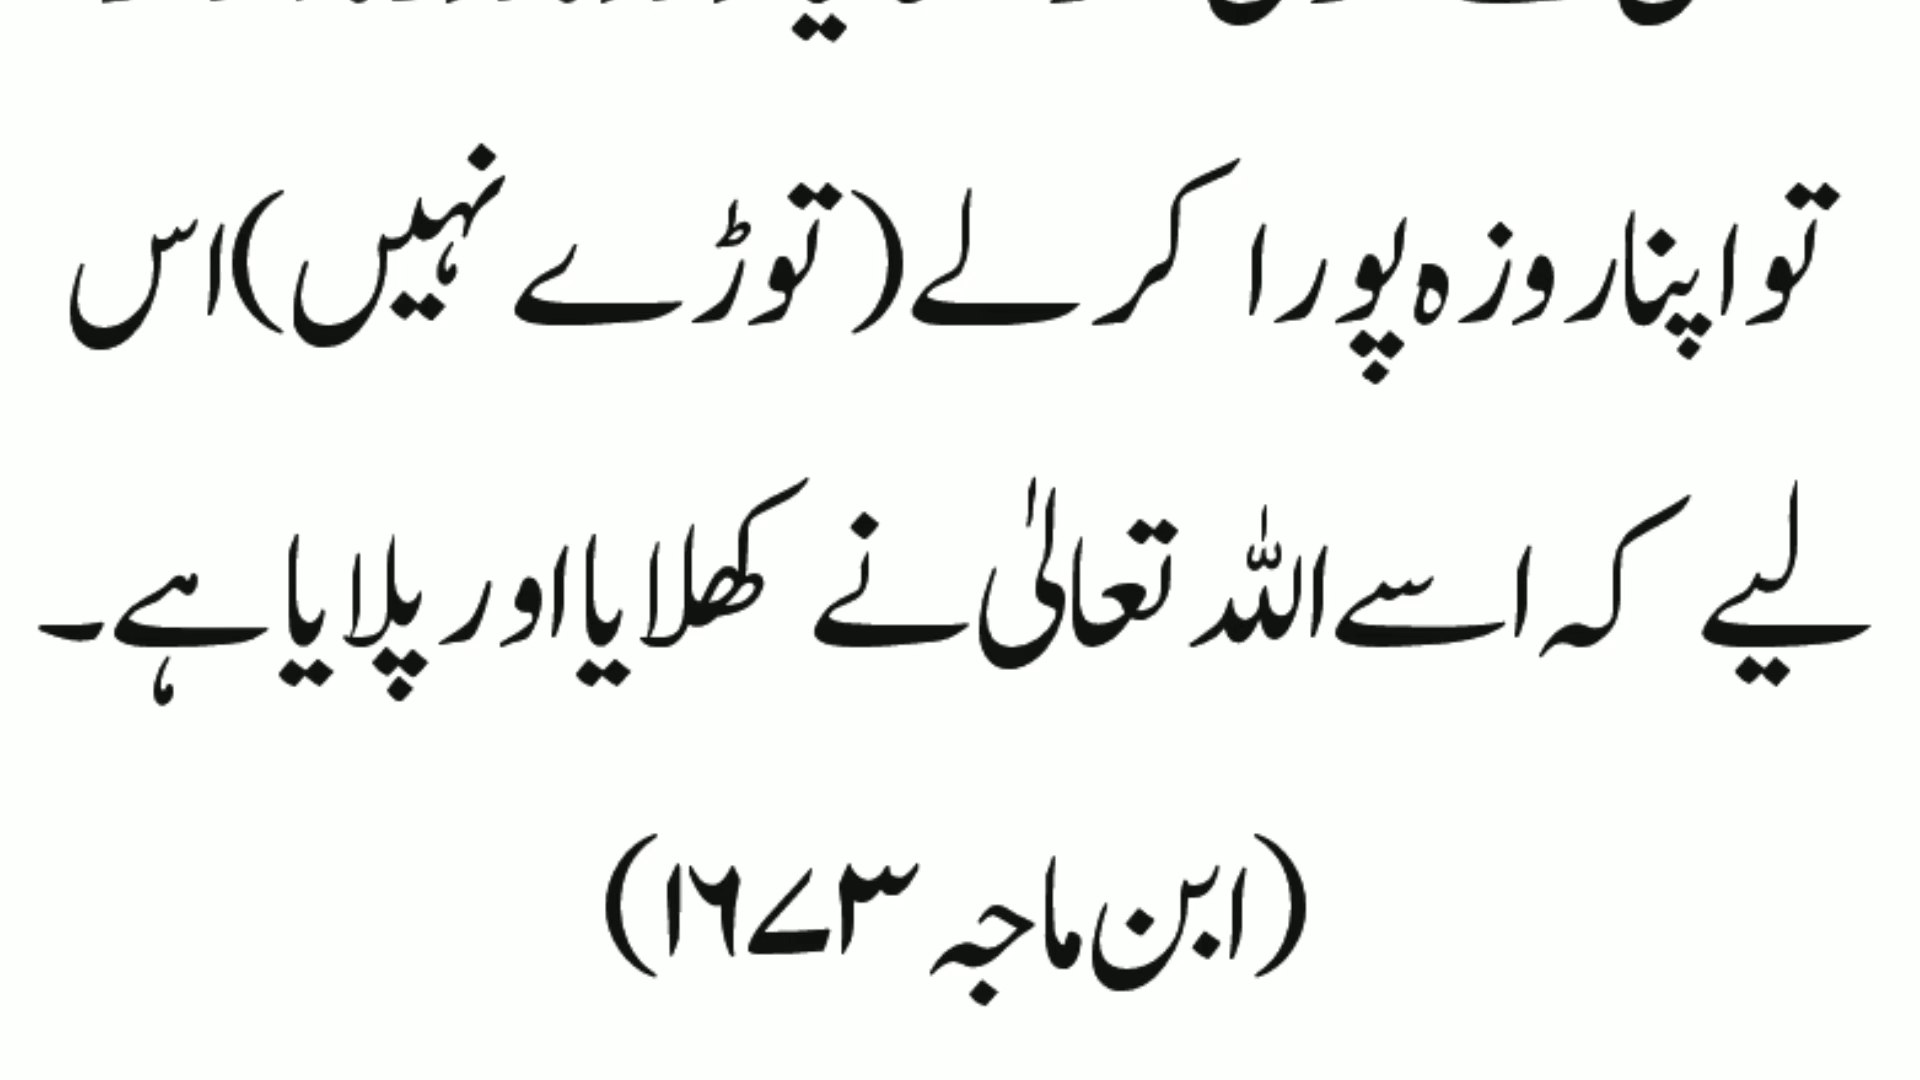 تو اپنا روزہ پورا کر لے (توڑے نہیں) اس
لیے کہ اسے اللہ تعالیٰ نے کھلایا اور پلایا ہے۔
(ابن ماجہ ۱۶۷۳)